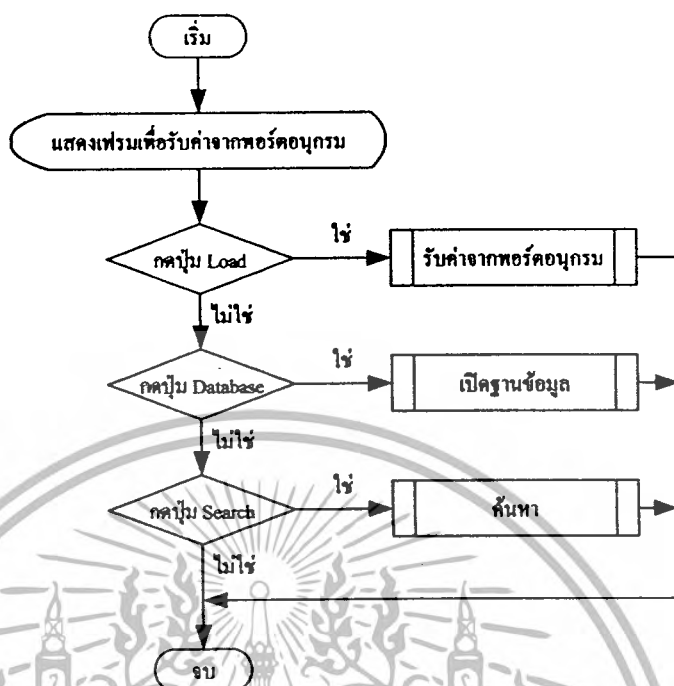 เริ่ม
แสดงเฟรมเพื่อรับค่าจากพอร์ตอนุกรม
กดปุ่ม Load
ใช่
รับค่าจากพอร์ตอนุกรม
ไม่ใช่
กดปุ่ม Database
ใช่
เปิดฐานข้อมูล
ไม่ใช่
กดปุ่ม Search
ใช่
ค้นหา
ไม่ใช่
จบ